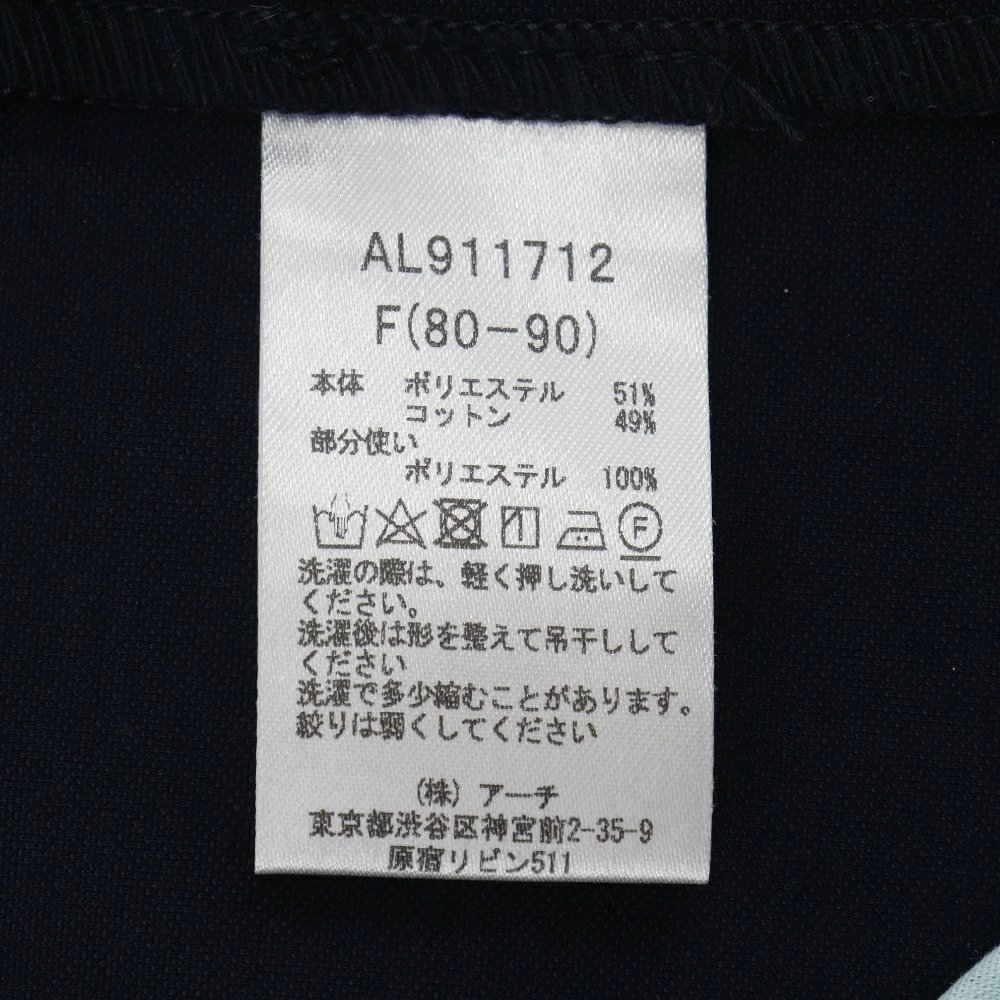 AL911712
F(80-90)
本体 ポリエステル 51%
コットン 49%
部分使い
ポリエステル 100%
F
洗濯の際は、軽く押し洗いして
ください。
洗濯後は形を整えて吊干しして
ください
洗濯で多少縮むことがあります。
絞りは弱くしてください
(株) アーチ
東京都渋谷区神宮前2-35-9
原宿リビン511